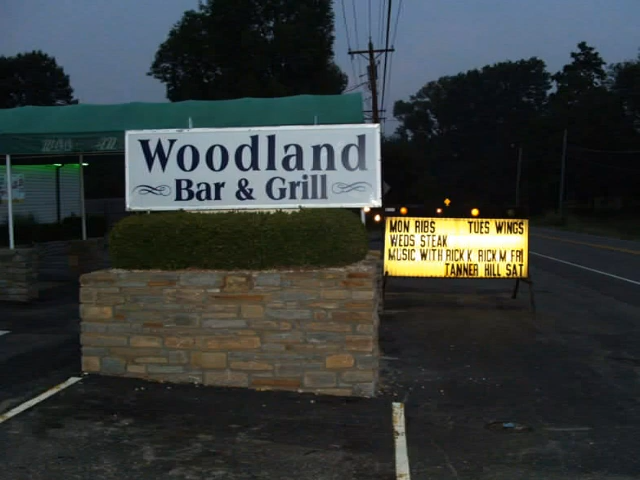 Woodland
Bar & Grill
MON RIBS TUES WINGS
WEDS STEAK
MUSIC WITH RICK K RICK M FRI
TANNER HILL SAT